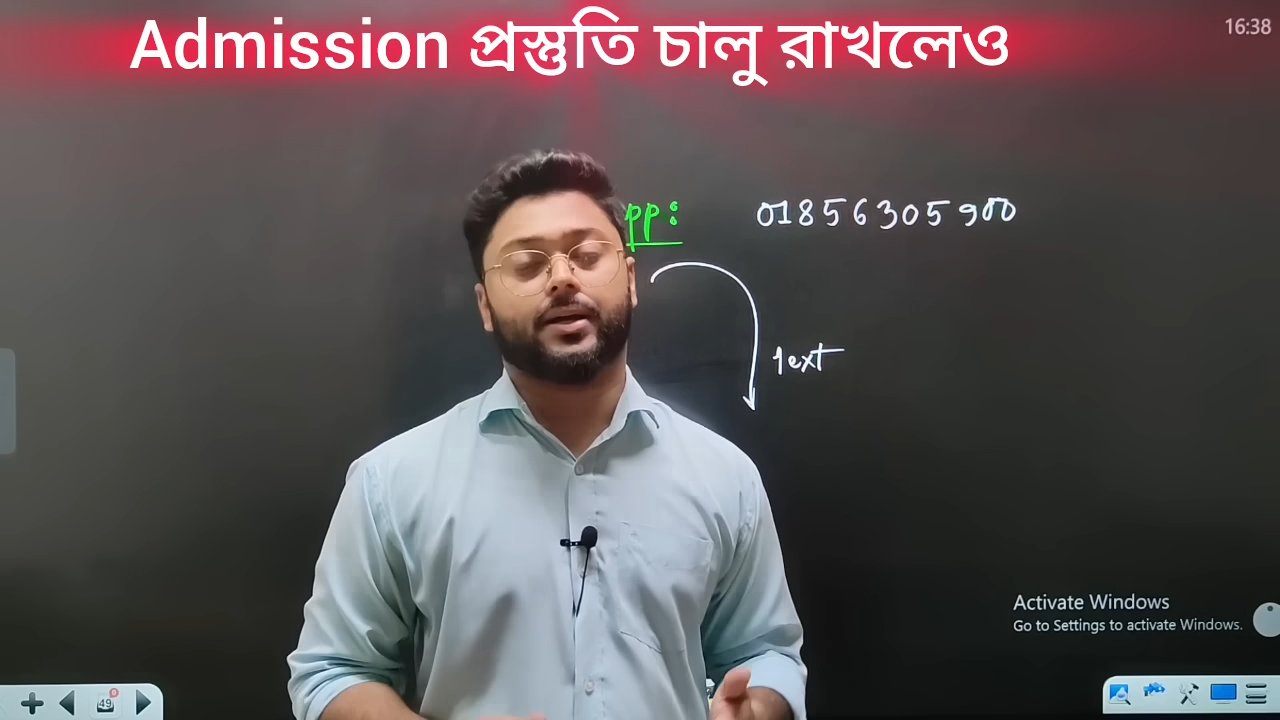 Admission প্রস্তুতি চালু রাখলেও
16:38
pp: 01856305900
Text
Activate Windows
Go to Settings to activate Windows.
49